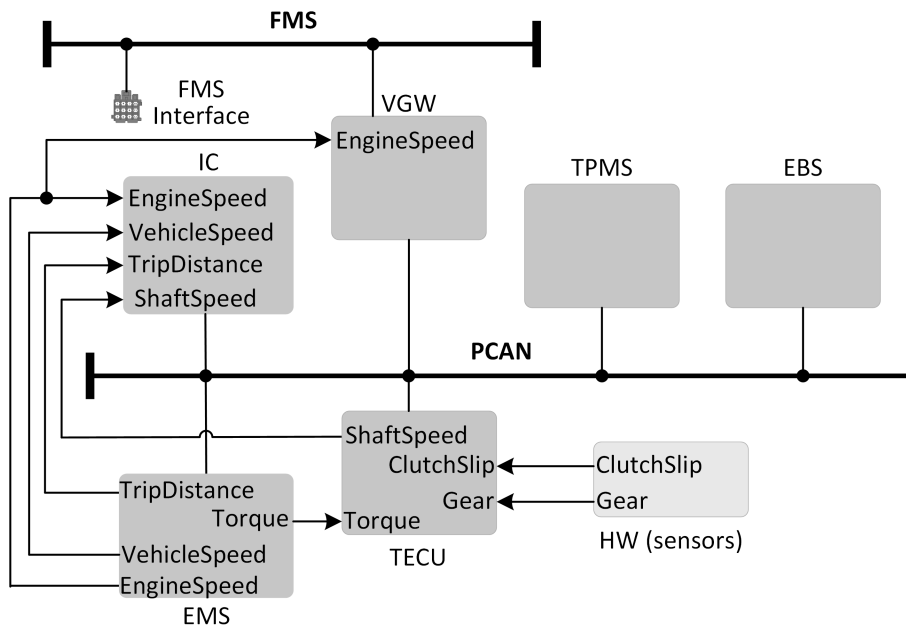 FMS
FMS
Interface
VGW
EngineSpeed
IC
EngineSpeed
VehicleSpeed
TripDistance
ShaftSpeed
TPMS
EBS
PCAN
ShaftSpeed
ClutchSlip
Gear
Torque
TECU
ClutchSlip
Gear
HW (sensors)
TripDistance
Torque
VehicleSpeed
EngineSpeed
EMS